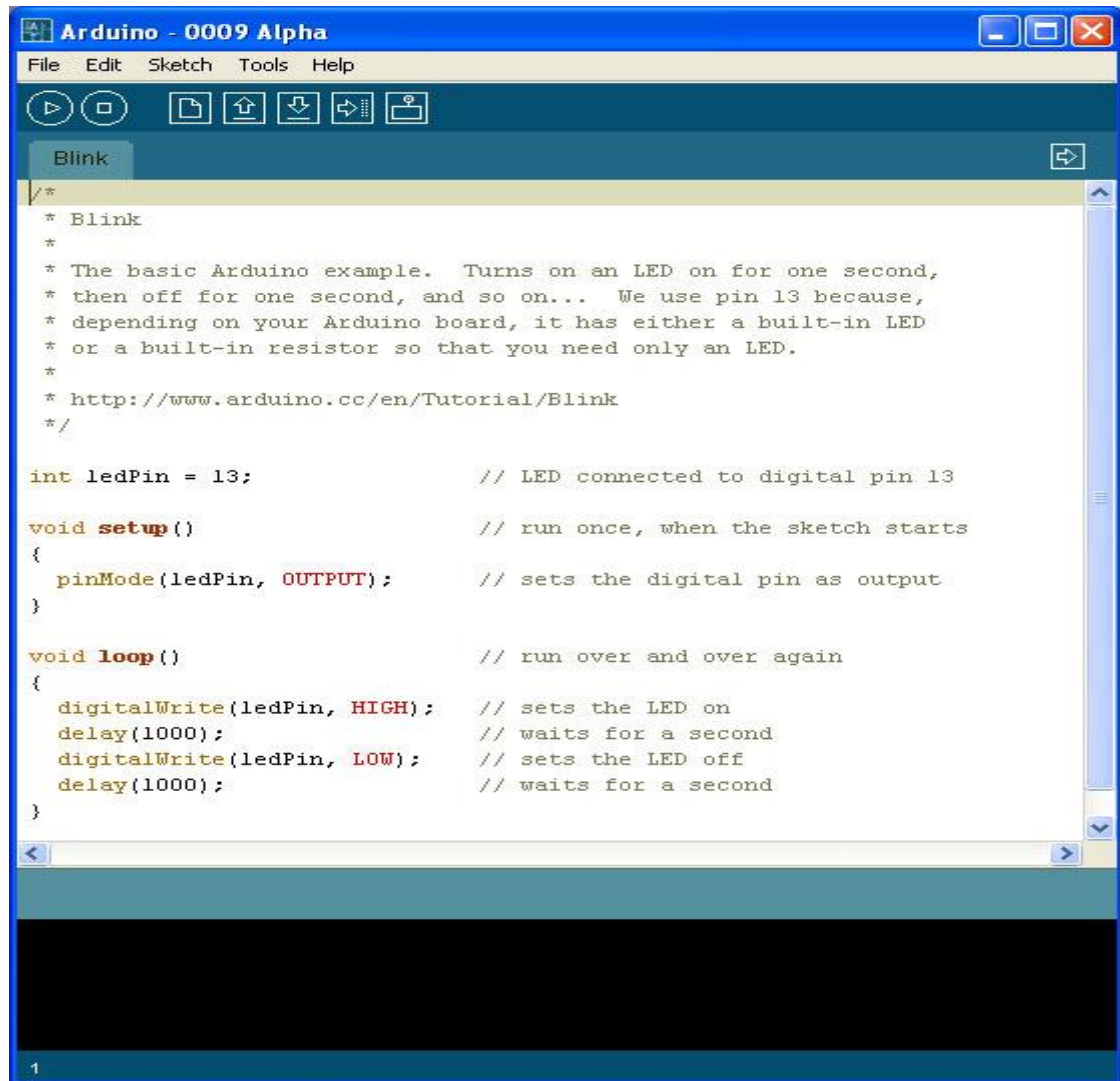 Arduino - 0009 Alpha
File Edit Sketch Tools Help
Blink
/*
 * Blink
 *
 * The basic Arduino example.  Turns on an LED on for one second,
 * then off for one second, and so on...  We use pin 13 because,
 * depending on your Arduino board, it has either a built-in LED
 * or a built-in resistor so that you need only an LED.
 *
 * http://www.arduino.cc/en/Tutorial/Blink
 */
int ledPin = 13;                // LED connected to digital pin 13
void setup()                    // run once, when the sketch starts
{
  pinMode(ledPin, OUTPUT);      // sets the digital pin as output
}
void loop()                     // run over and over again
{
  digitalWrite(ledPin, HIGH);   // sets the LED on
  delay(1000);                  // waits for a second
  digitalWrite(ledPin, LOW);    // sets the LED off
  delay(1000);                  // waits for a second
}
1